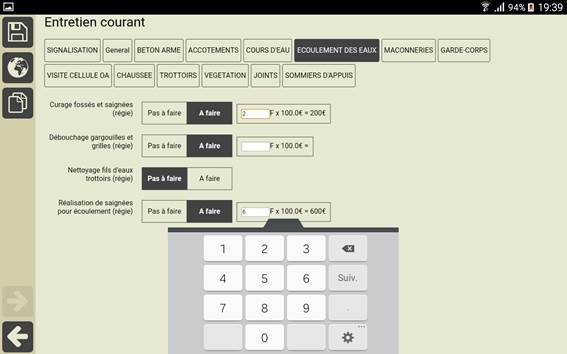 94% 19:39
Entretien courant
SIGNALISATION General BETON ARME ACCOTEMENTS COURS D'EAU ECOULEMENT DES EAUX MACONNERIES GARDE-CORPS
VISITE CELLULE OA CHAUSSEE TROTTOIRS VEGETATION JOINTS SOMMIERS D'APPUIS
Curage fossés et saignées
(régie) Pas à faire A faire 2 F x 100.0€ = 200€
Débouchage gargouilles et
grilles (régie) Pas à faire A faire F x 100.0€ =
Nettoyage fils d'eaux
trottoirs (régie) Pas à faire A faire
Réalisation de saignées
pour écoulement (régie) Pas à faire A faire 6 F x 100.0€ = 600€
1 2 3
4 5 6 Suiv.
7 8 9 .
0